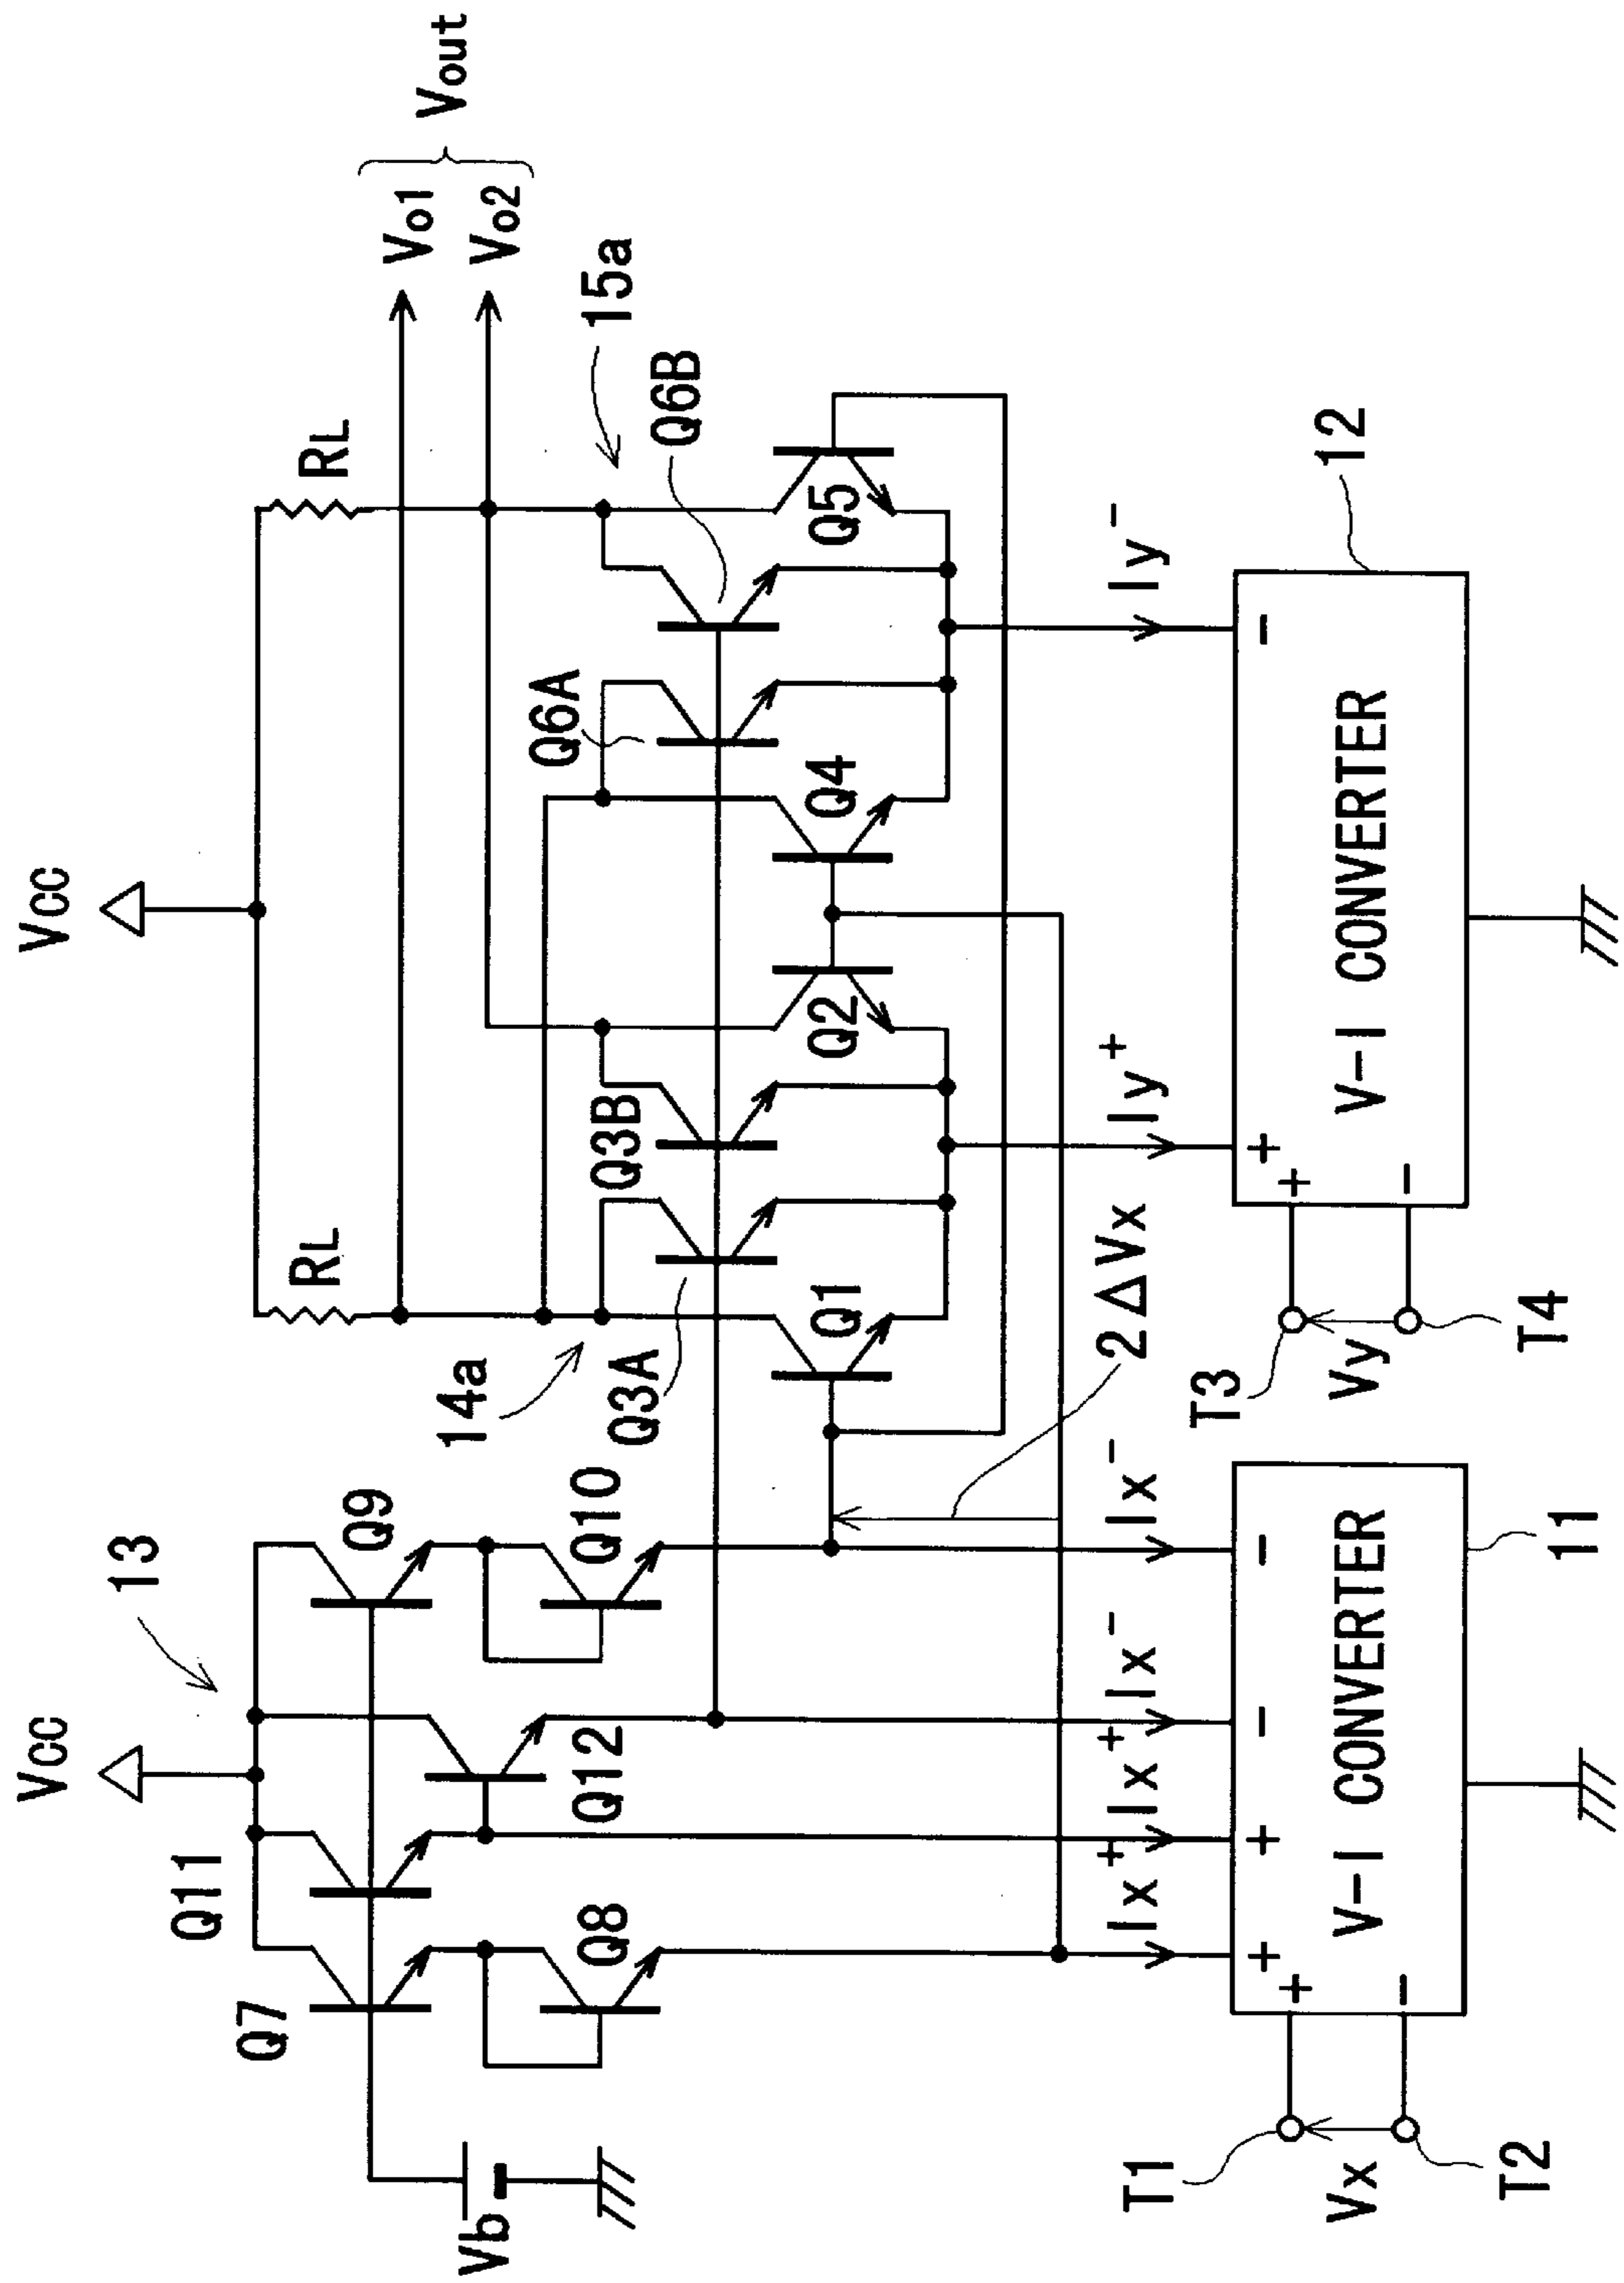 Vcc
Vcc
13
RL
RL
Vo1
Vo2
Vout
Q7
Q11
Q9
Q8
Q12
Q10
14a
Q3A
Q3B
Q6A
Q6B
15a
Q1
Q2
Q4
Q5
Vb
2ΔVx
Ix+
Ix+
Ix-
Ix-
Iy+
Iy-
T1
Vx
T2
+
-
+
+
-
-
V-I CONVERTER
11
T3
Vy
T4
+
-
+
-
V-I CONVERTER
12